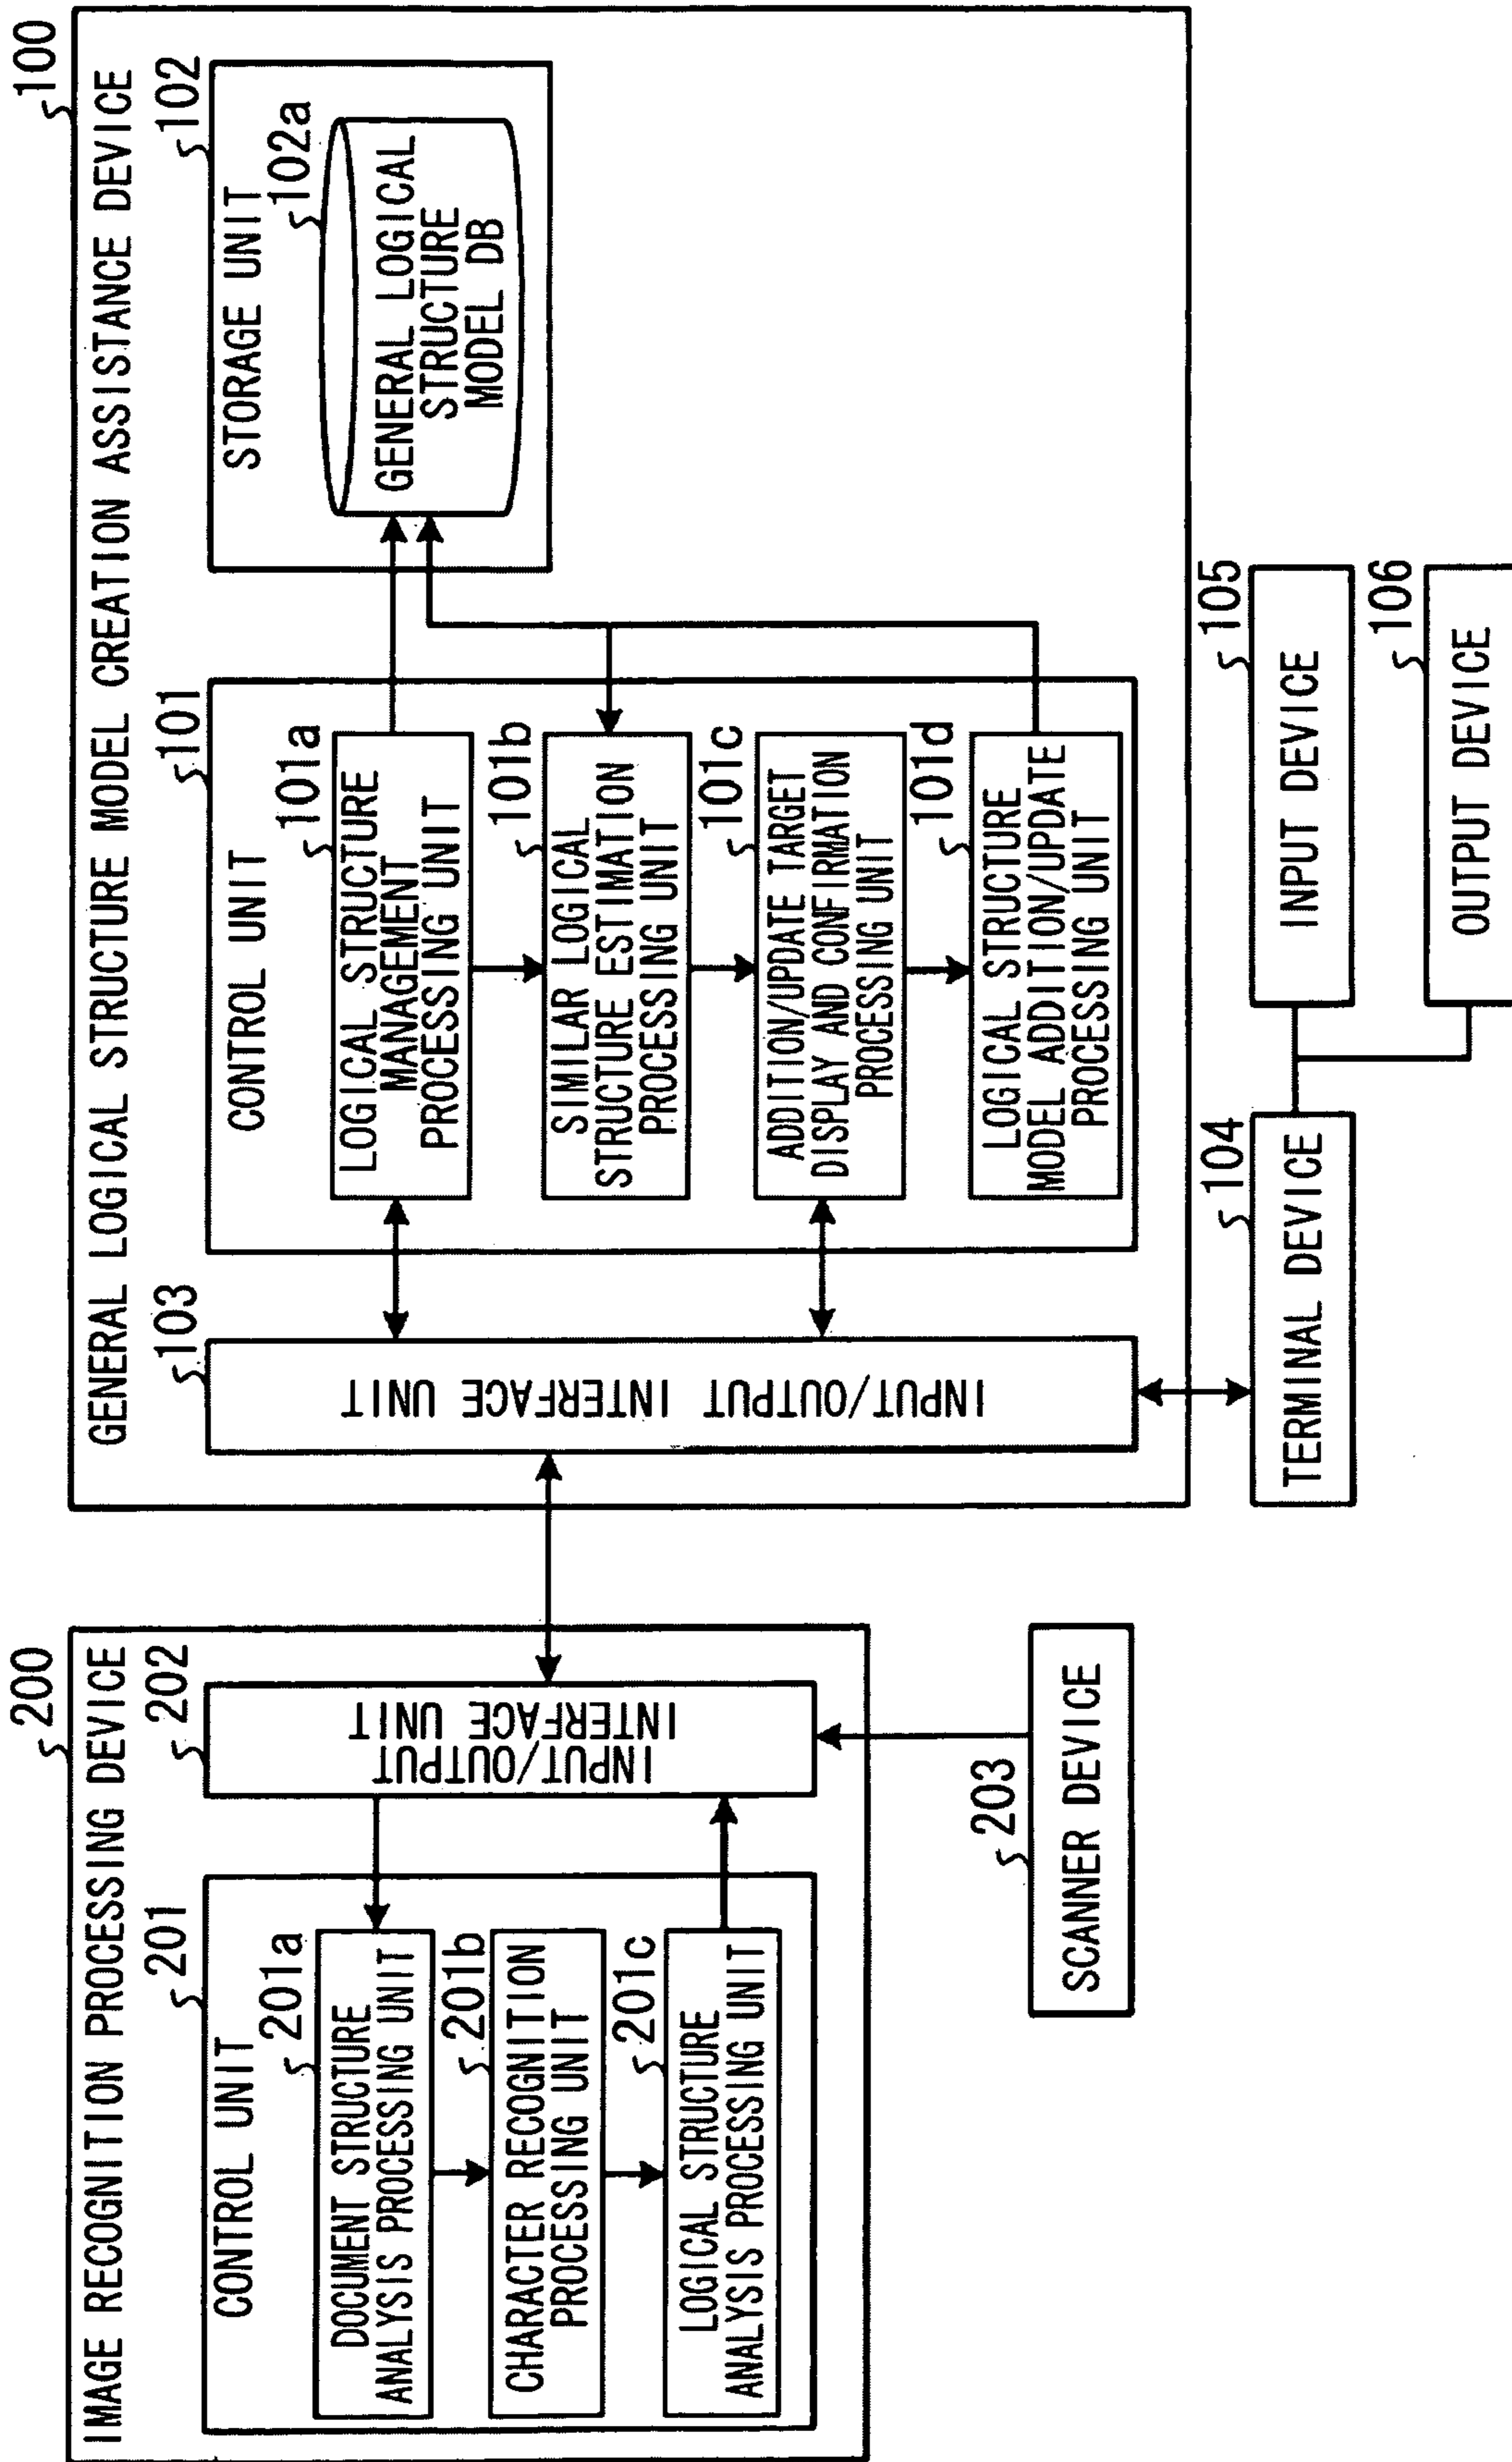 200
IMAGE RECOGNITION PROCESSING DEVICE
201
CONTROL UNIT
201a
DOCUMENT STRUCTURE
ANALYSIS PROCESSING UNIT
201b
CHARACTER RECOGNITION
PROCESSING UNIT
201c
LOGICAL STRUCTURE
ANALYSIS PROCESSING UNIT
202
INPUT/OUTPUT
INTERFACE UNIT
203
SCANNER DEVICE
100
GENERAL LOGICAL STRUCTURE MODEL CREATION ASSISTANCE DEVICE
103
INPUT/OUTPUT INTERFACE UNIT
101
CONTROL UNIT
101a
LOGICAL STRUCTURE
MANAGEMENT
PROCESSING UNIT
101b
SIMILAR LOGICAL
STRUCTURE ESTIMATION
PROCESSING UNIT
101c
ADDITION/UPDATE TARGET
DISPLAY AND CONFIRMATION
PROCESSING UNIT
101d
LOGICAL STRUCTURE
MODEL ADDITION/UPDATE
PROCESSING UNIT
102
STORAGE UNIT
102a
GENERAL LOGICAL
STRUCTURE
MODEL DB
104
TERMINAL DEVICE
105
INPUT DEVICE
106
OUTPUT DEVICE